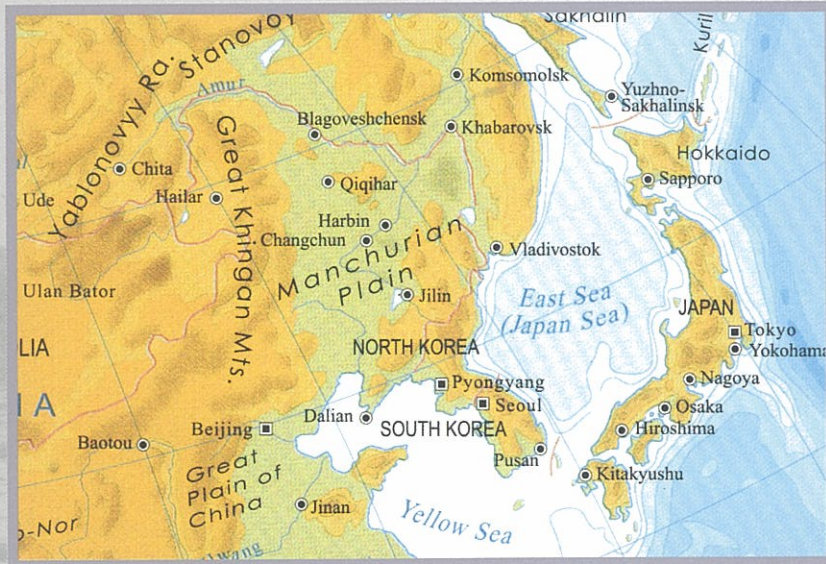 Sakhalin
Kuril
Stanovoy
Yablonovyy Ra.
Amur
Komsomolsk
Yuzhno-
Sakhalinsk
Blagoveshchensk
Khabarovsk
Hokkaido
Chita
Ude
Hailar
Qiqihar
Sapporo
Great Khingan Mts.
Harbin
Changchun
Manchurian
Plain
Vladivostok
Ulan Bator
Jilin
East Sea
(Japan Sea)
JAPAN
Tokyo
Yokohama
LIA
NORTH KOREA
Pyongyang
Nagoya
IA
Dalian
Seoul
Osaka
Beijing
SOUTH KOREA
Hiroshima
Baotou
Pusan
Great
Plain of
China
Kitakyushu
Jinan
Yellow Sea
o-Nor
wang